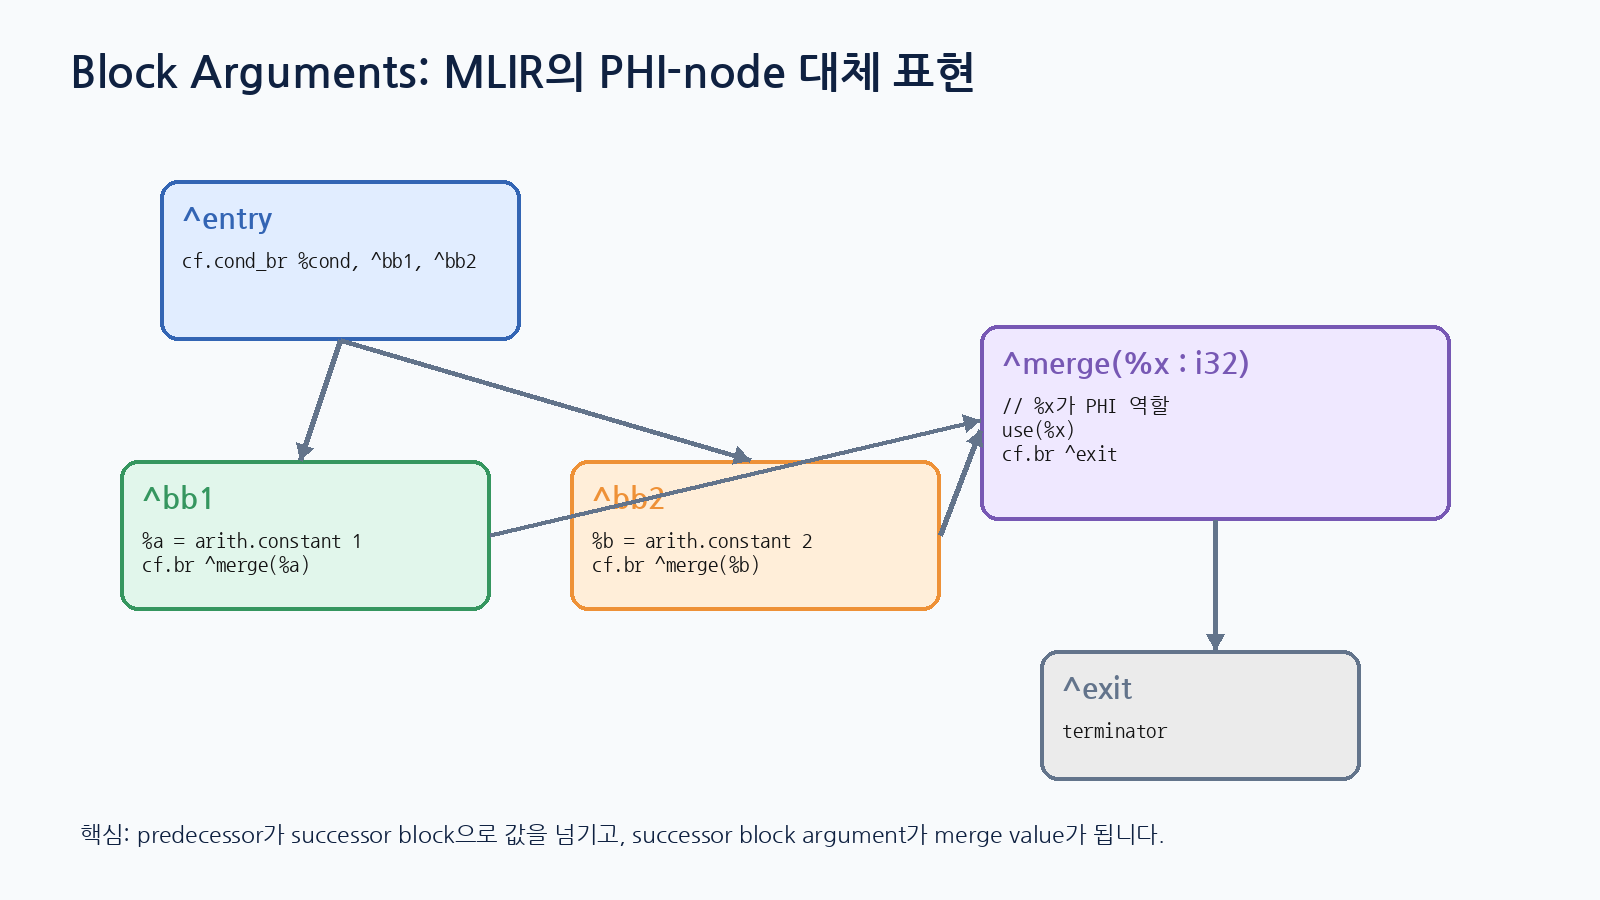 Block Arguments: MLIR의 PHI-node 대체 표현
^entry
cf.cond_br %cond, ^bb1, ^bb2
^merge(%x : i32)
// %x가 PHI 역할
use(%x)
cf.br ^exit
^bb1
%a = arith.constant 1
cf.br ^merge(%a)
^bb2
%b = arith.constant 2
cf.br ^merge(%b)
^exit
terminator
핵심: predecessor가 successor block으로 값을 넘기고, successor block argument가 merge value가 됩니다.